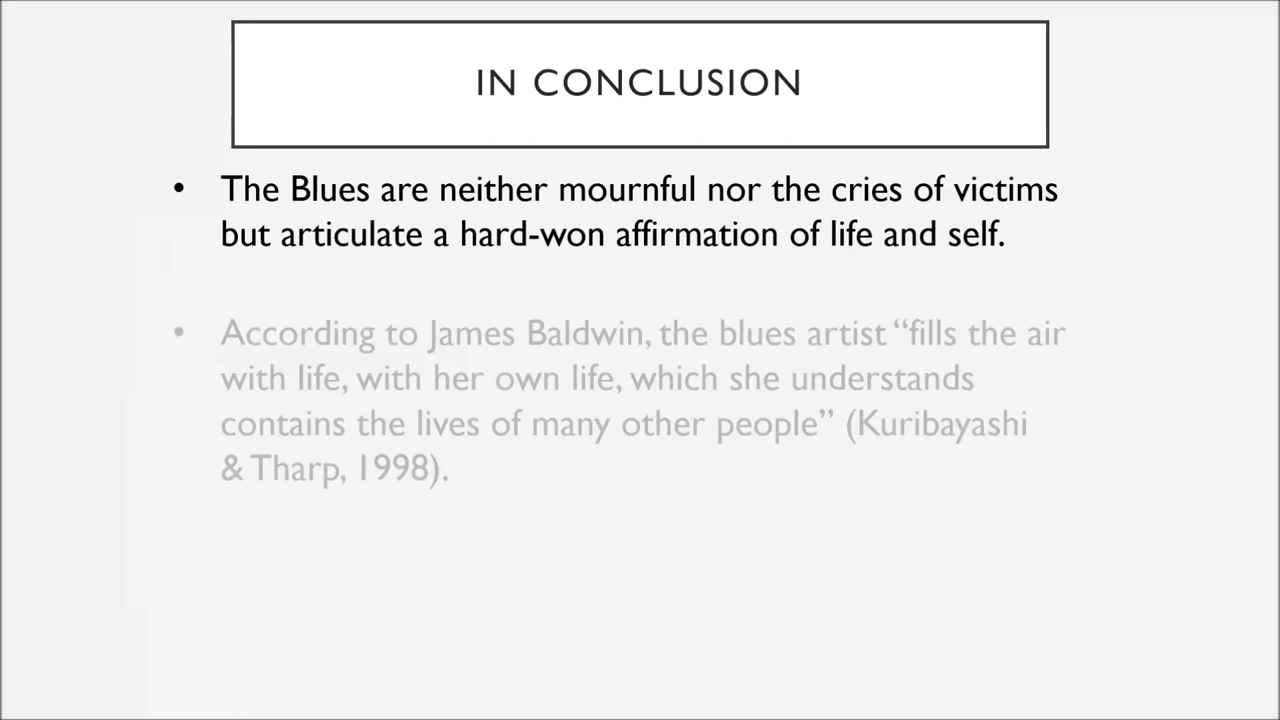 IN CONCLUSION
• The Blues are neither mournful nor the cries of victims
but articulate a hard-won affirmation of life and self.
• According to James Baldwin, the blues artist “fills the air
with life, with her own life, which she understands
contains the lives of many other people” (Kuribayashi
& Tharp, 1998).